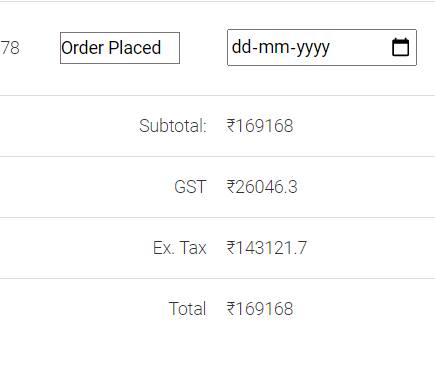 78 Order Placed dd-mm-yyyy
Subtotal: ₹169168
GST ₹26046.3
Ex. Tax ₹143121.7
Total ₹169168